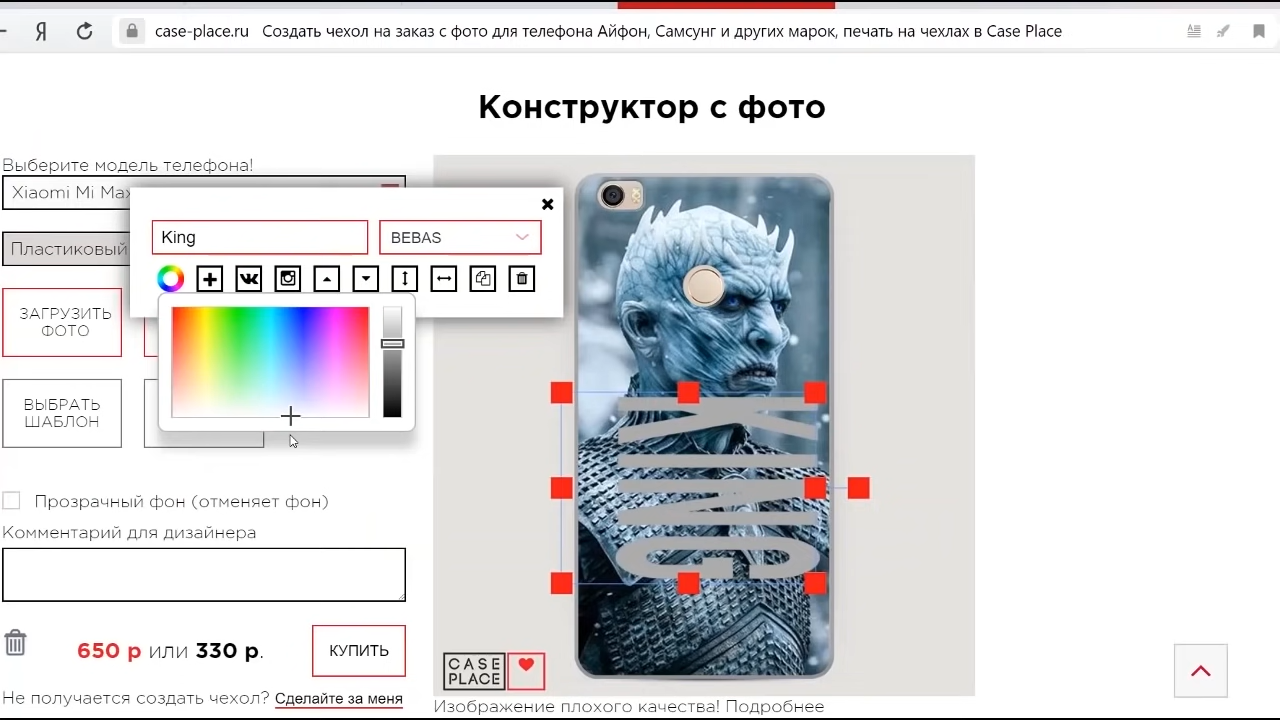 Я
case-place.ru Создать чехол на заказ с фото для телефона Айфон, Самсунг и других марок, печать на чехлах в Case Place
Конструктор с фото
Выберите модель телефона!
Xiaomi Mi Max
Пластиковый
King
BEBAS
ЗАГРУЗИТЬ
ФОТО
ВЫБРАТЬ
ШАБЛОН
Прозрачный фон (отменяет фон)
Комментарий для дизайнера
650 р или 330 р.
КУПИТЬ
Не получается создать чехол? Сделайте за меня
KING
CASE
PLACE
Изображение плохого качества! Подробнее